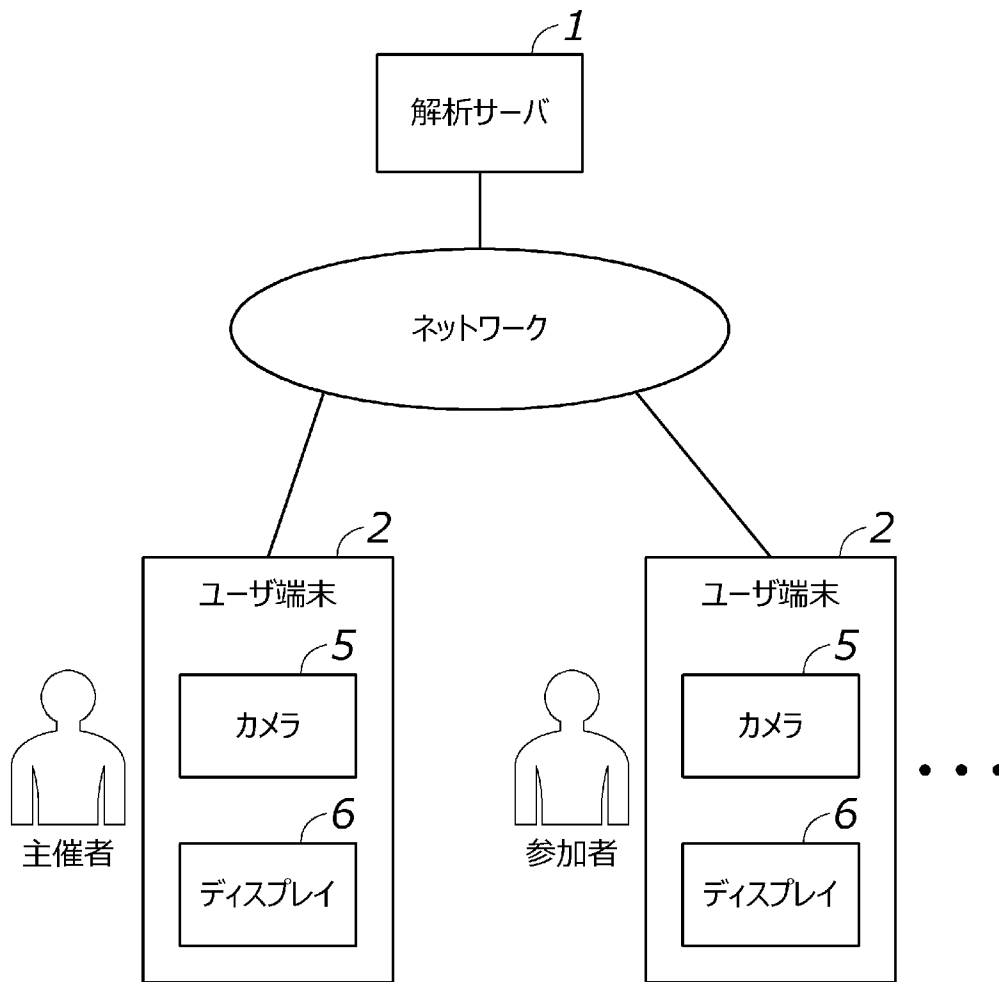 1
解析サーバ
ネットワーク
2
ユーザ端末
5
カメラ
6
ディスプレイ
主催者
2
ユーザ端末
5
カメラ
6
ディスプレイ
参加者